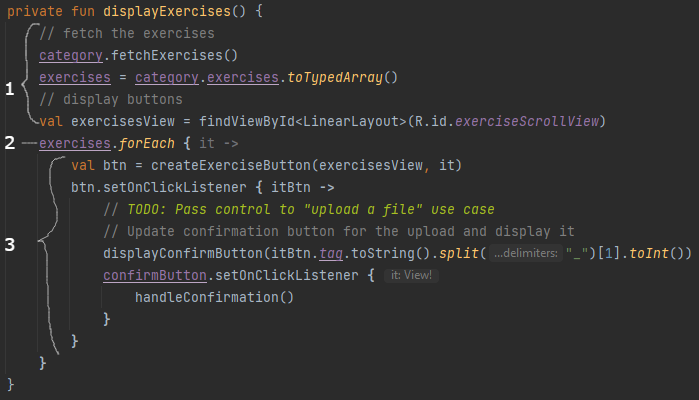 private fun displayExercises() {
// fetch the exercises
category.fetchExercises()
exercises = category.exercises.toTypedArray()
// display buttons
val exercisesView = findViewById<LinearLayout>(R.id.exerciseScrollView)
exercises.forEach { it ->
val btn = createExerciseButton(exercisesView, it)
btn.setOnClickListener { itBtn ->
// TODO: Pass control to "upload a file" use case
// Update confirmation button for the upload and display it
displayConfirmButton(itBtn.tag.toString().split( ...delimiters: "_")[1].toInt())
confirmButton.setOnClickListener { it: View!
handleConfirmation()
}
}
}
}
1
2
3